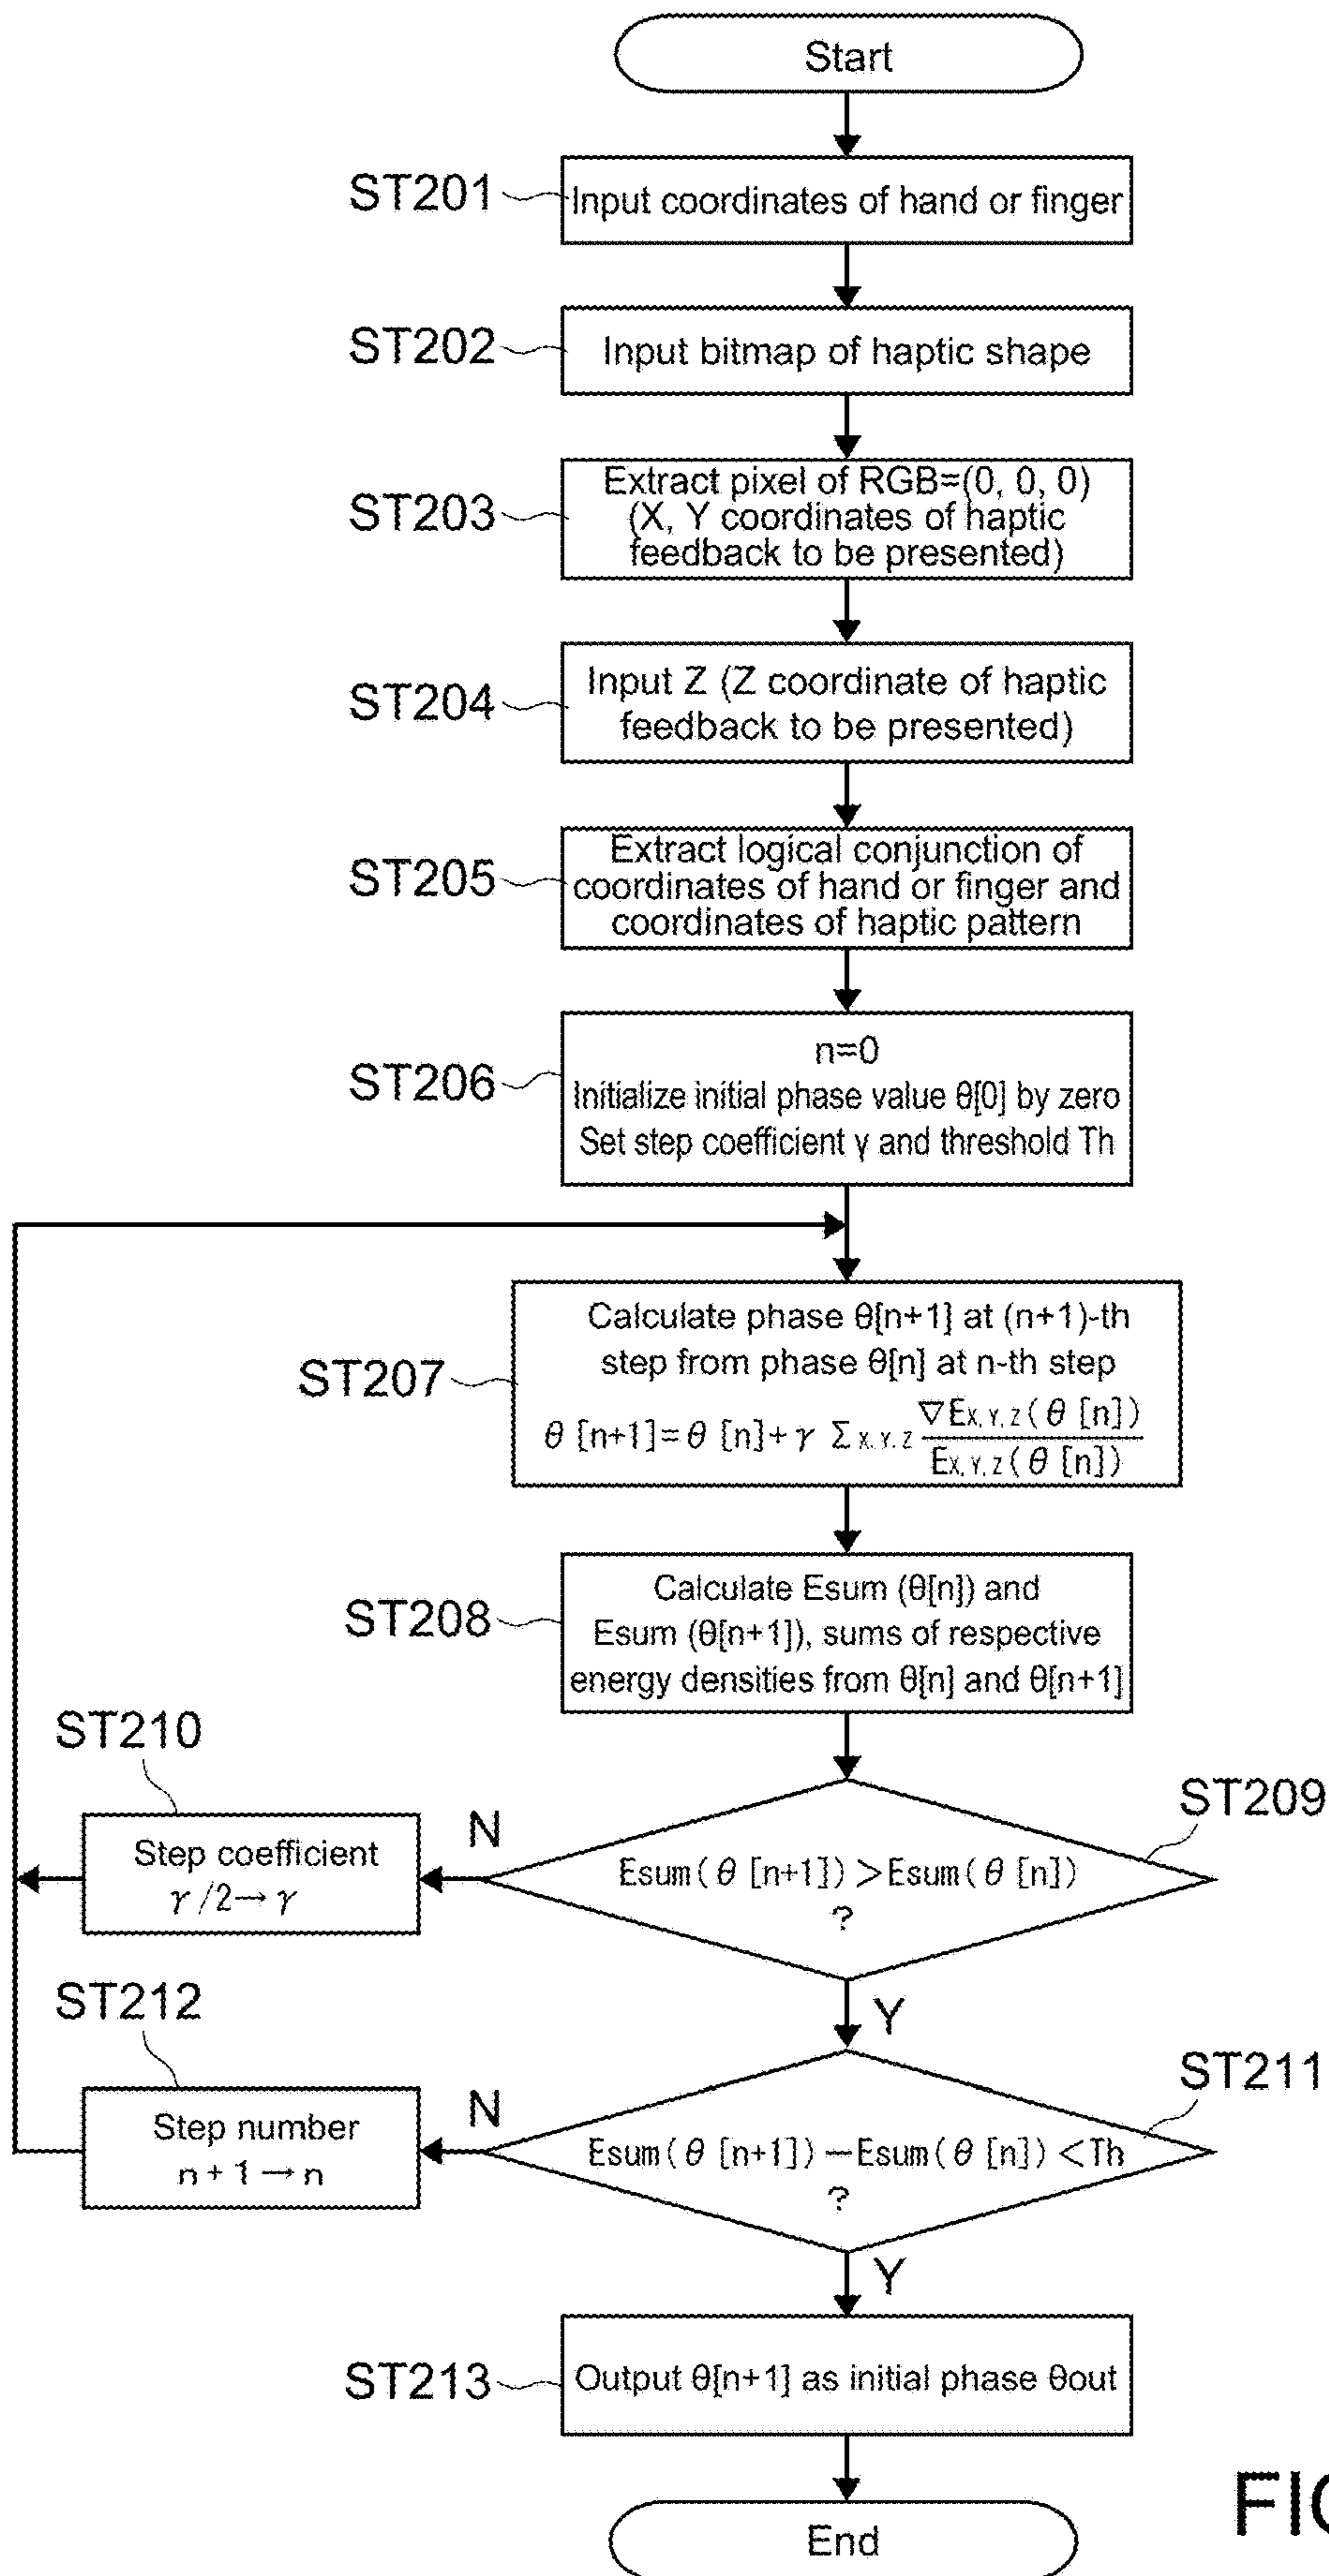 Start
ST201
Input coordinates of hand or finger
ST202
Input bitmap of haptic shape
ST203
Extract pixel of RGB=(0, 0, 0)
(X, Y coordinates of haptic
feedback to be presented)
ST204
Input Z (Z coordinate of haptic
feedback to be presented)
ST205
Extract logical conjunction of
coordinates of hand or finger and
coordinates of haptic pattern
ST206
n=0
Initialize initial phase value θ[0] by zero
Set step coefficient γ and threshold Th
ST207
Calculate phase θ[n+1] at (n+1)-th
step from phase θ[n] at n-th step
θ [n+1]=θ [n]+γ Σ X,Y,Z ∇EX,Y,Z(θ [n])
EX,Y,Z(θ [n])
ST208
Calculate Esum (θ[n]) and
Esum (θ[n+1]), sums of respective
energy densities from θ[n] and θ[n+1]
ST209
Esum(θ [n+1])>Esum(θ [n])
?
N
Y
ST210
Step coefficient
γ/2→γ
ST211
Esum(θ [n+1])−Esum(θ [n])<Th
?
N
Y
ST212
Step number
n+1→n
ST213
Output θ[n+1] as initial phase θout
End